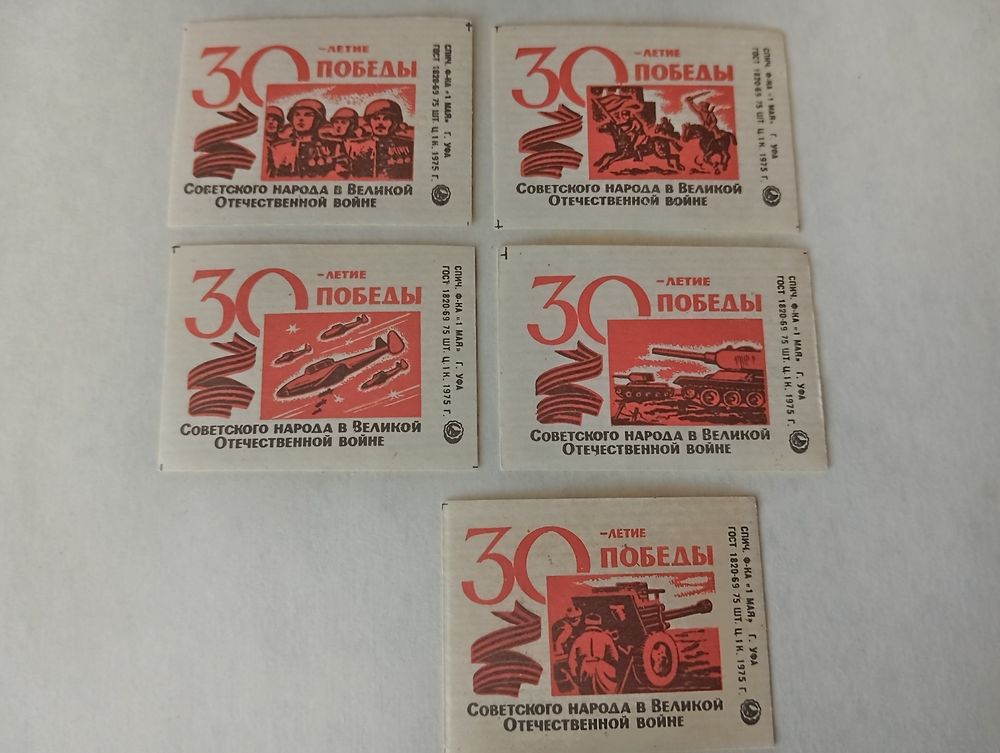 30 -ЛЕТИЕ
ПОБЕДЫ
СОВЕТСКОГО НАРОДА В ВЕЛИКОЙ
ОТЕЧЕСТВЕННОЙ ВОЙНЕ
СПИЧ. Ф-КА «1 МАЯ» Г. УФА
ГОСТ 1820-69 75 ШТ. Ц. 1 К. 1975 Г.
30 -ЛЕТИЕ
ПОБЕДЫ
СОВЕТСКОГО НАРОДА В ВЕЛИКОЙ
ОТЕЧЕСТВЕННОЙ ВОЙНЕ
СПИЧ. Ф-КА «1 МАЯ» Г. УФА
ГОСТ 1820-69 75 ШТ. Ц. 1 К. 1975 Г.
30 -ЛЕТИЕ
ПОБЕДЫ
СОВЕТСКОГО НАРОДА В ВЕЛИКОЙ
ОТЕЧЕСТВЕННОЙ ВОЙНЕ
СПИЧ. Ф-КА «1 МАЯ» Г. УФА
ГОСТ 1820-69 75 ШТ. Ц. 1 К. 1975 Г.
30 -ЛЕТИЕ
ПОБЕДЫ
СОВЕТСКОГО НАРОДА В ВЕЛИКОЙ
ОТЕЧЕСТВЕННОЙ ВОЙНЕ
СПИЧ. Ф-КА «1 МАЯ» Г. УФА
ГОСТ 1820-69 75 ШТ. Ц. 1 К. 1975 Г.
30 -ЛЕТИЕ
ПОБЕДЫ
СОВЕТСКОГО НАРОДА В ВЕЛИКОЙ
ОТЕЧЕСТВЕННОЙ ВОЙНЕ
СПИЧ. Ф-КА «1 МАЯ» Г. УФА
ГОСТ 1820-69 75 ШТ. Ц. 1 К. 1975 Г.